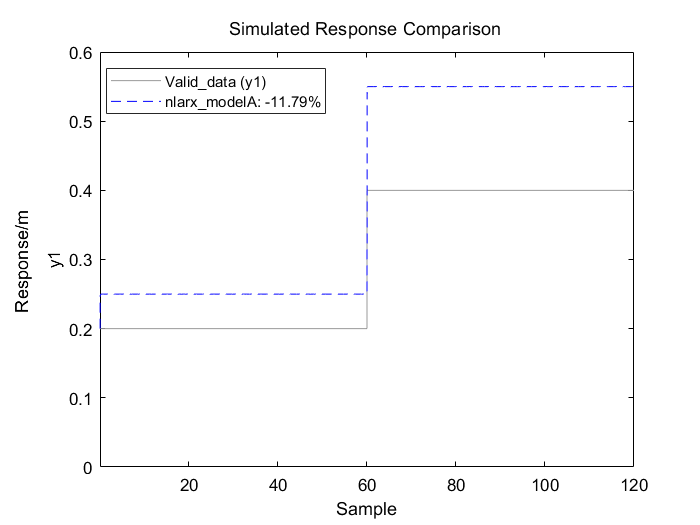 Simulated Response Comparison
Valid_data (y1)
nlarx_modelA: -11.79%
0.6
0.5
0.4
0.3
0.2
0.1
0
Response/m
y1
20
40
60
80
100
120
Sample